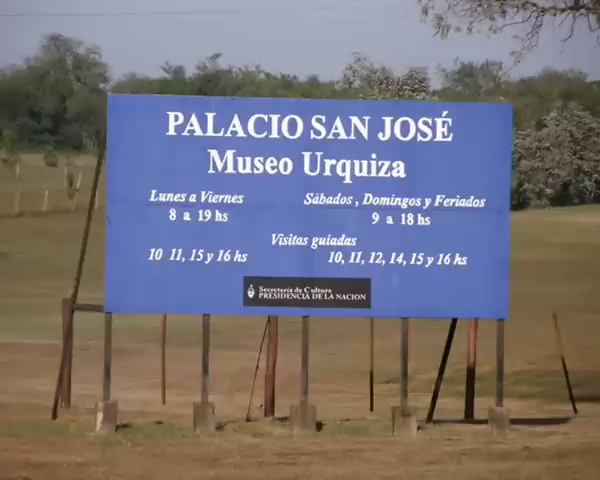 PALACIO SAN JOSÉ
Museo Urquiza
Lunes a Viernes
8 a 19 hs
Sábados , Domingos y Feriados
9 a 18 hs
Visitas guiadas
10 11, 15 y 16 hs
10, 11, 12, 14, 15 y 16 hs
Secretaría de Cultura
PRESIDENCIA DE LA NACION